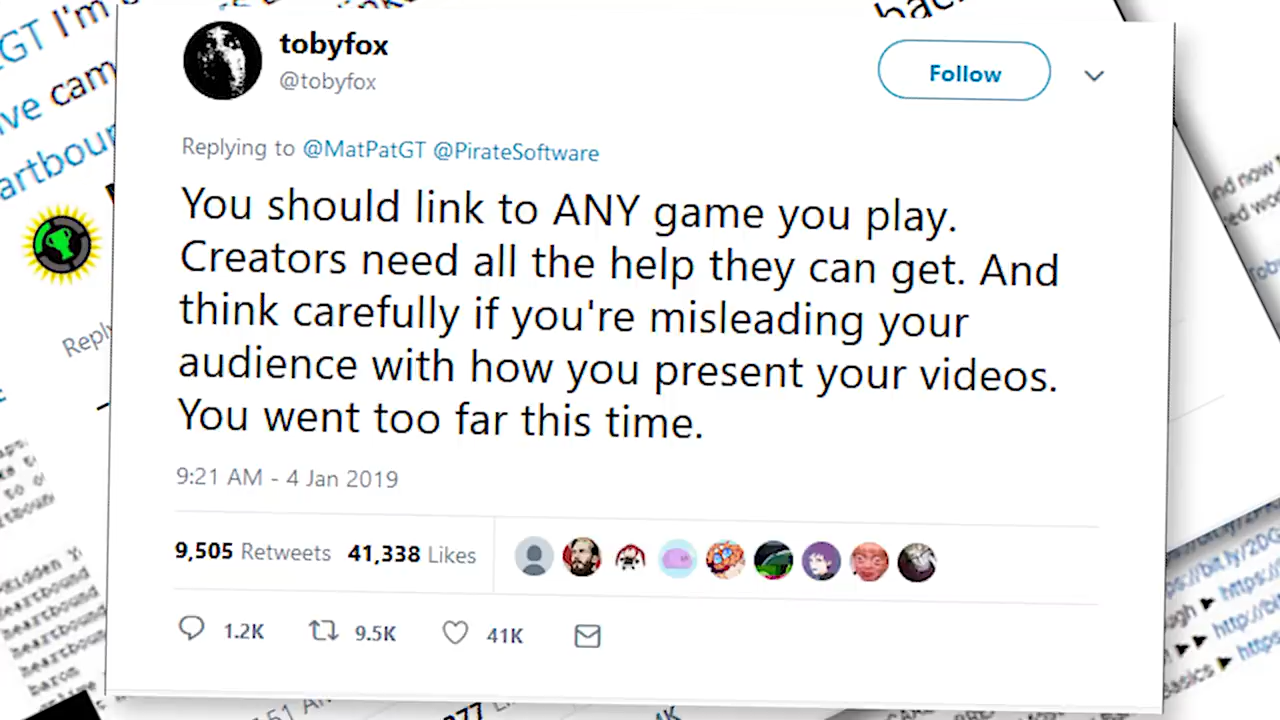 GT I'm
ive cam
tobyfox
@tobyfox
Follow
Replying to @MatPatGT @PirateSoftware
You should link to ANY game you play.
Creators need all the help they can get. And
think carefully if you're misleading your
audience with how you present your videos.
You went too far this time.
9:21 AM - 4 Jan 2019
9,505 Retweets 41,338 Likes
1.2K 9.5K 41K